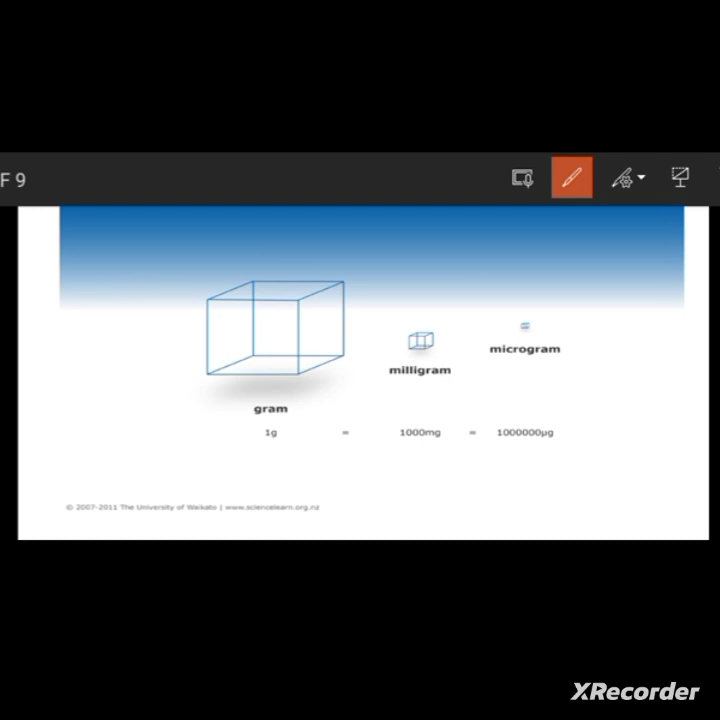 F 9
microgram
milligram
gram
1g = 1000mg = 1000000µg
© 2007-2011 The University of Waikato | www.sciencelearn.org.nz
XRecorder